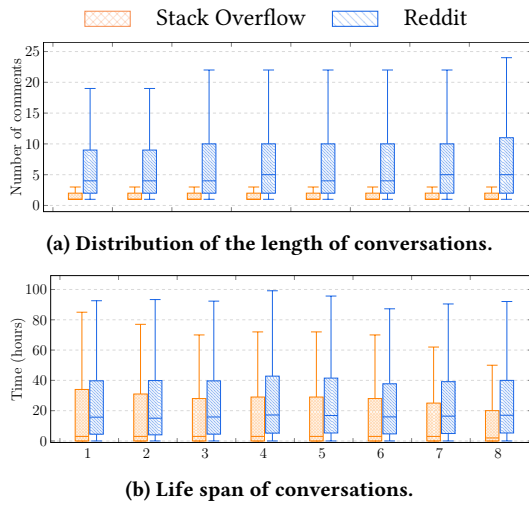 Stack Overflow Reddit
Number of comments
25
20
15
10
5
0
(a) Distribution of the length of conversations.
Time (hours)
100
80
60
40
20
0
1 2 3 4 5 6 7 8
(b) Life span of conversations.